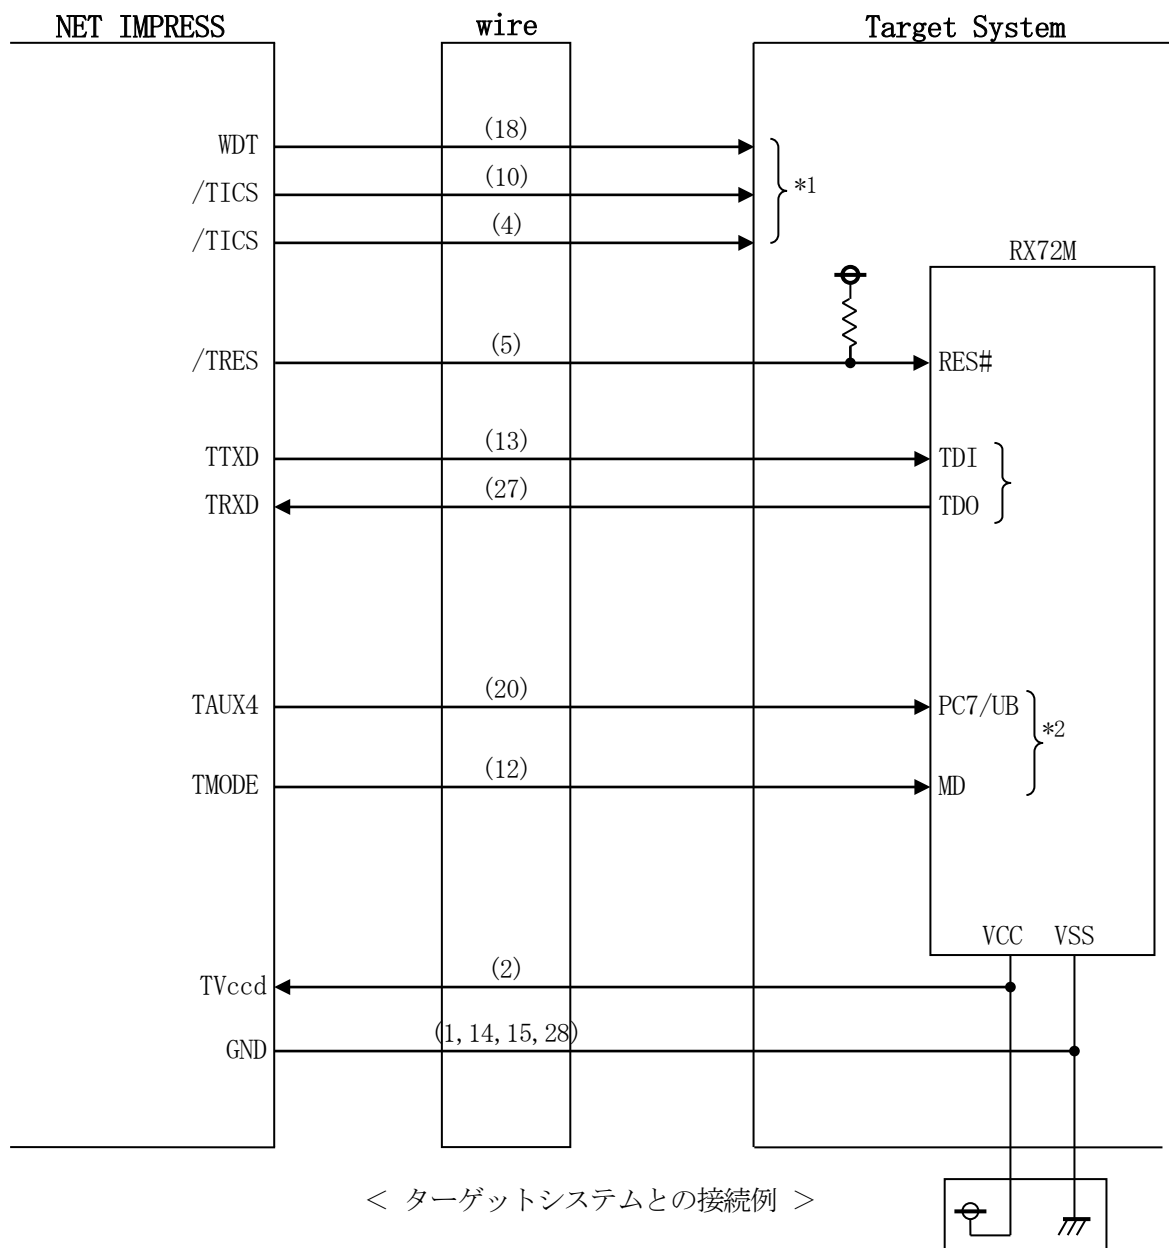 NET IMPRESS wire Target System
WDT (18)
/TICS (10) *1
/TICS (4)
RX72M
/TRES (5) RES#
TTXD (13) TDI
TRXD (27) TDO
TAUX4 (20) PC7/UB
*2
TMODE (12) MD
VCC VSS
TVccd (2)
GND (1,14,15,28)
< ターゲットシステムとの接続例 >